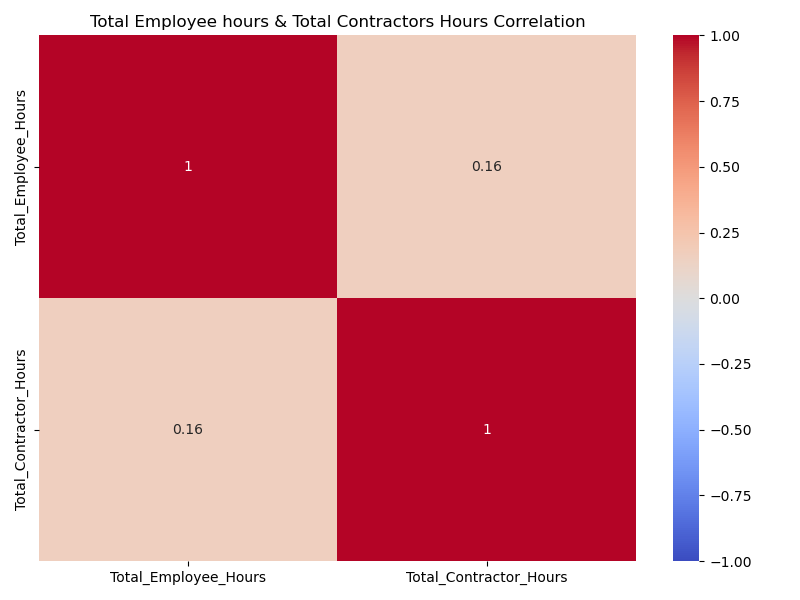 Total Employee hours & Total Contractors Hours Correlation
Total_Employee_Hours
Total_Contractor_Hours
1
0.16
0.16
1
Total_Employee_Hours
Total_Contractor_Hours
1.00
0.75
0.50
0.25
0.00
−0.25
−0.50
−0.75
−1.00